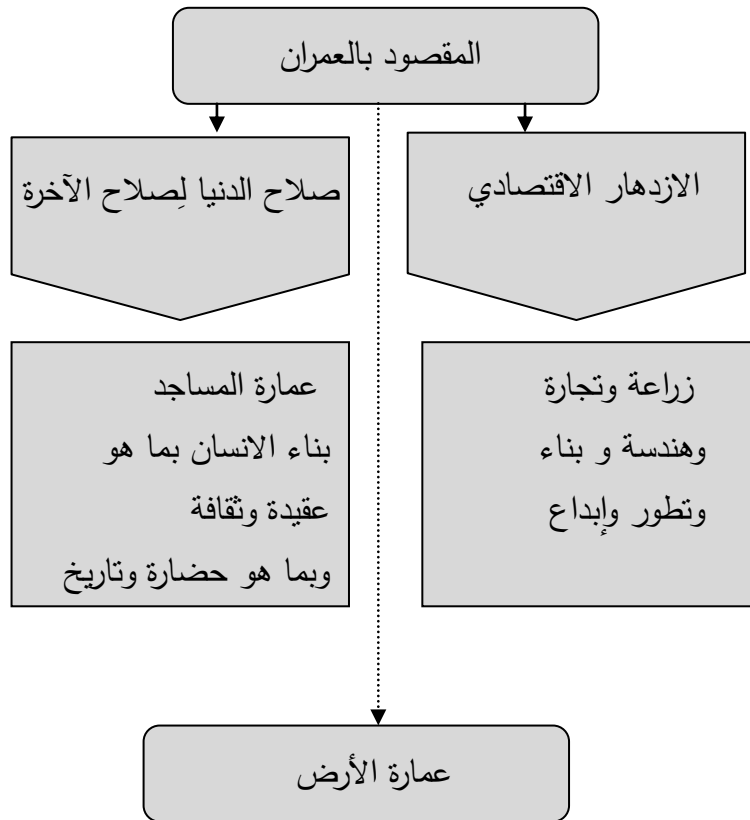 المقصود بالعمران
الازدهار الاقتصادي
صلاح الدنيا لِصلاح الآخرة
زراعة وتجارة
وهندسة و بناء
وتطور وإبداع
عمارة المساجد
بناء الانسان بما هو
عقيدة وثقافة
وبما هو حضارة وتاريخ
عمارة الأرض